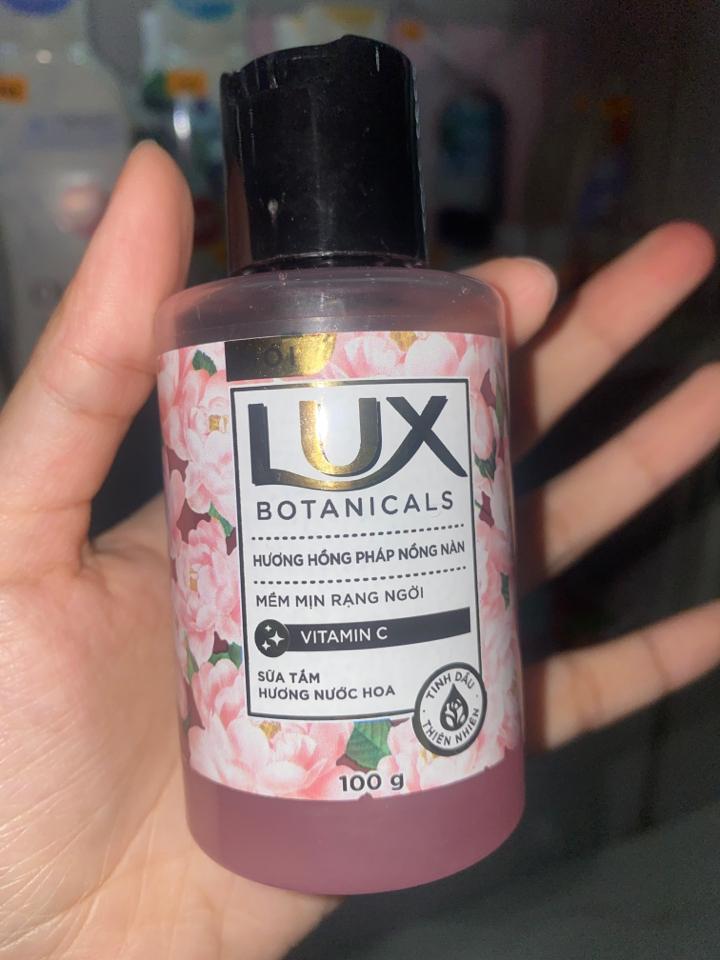 LUX
BOTANICALS
HƯƠNG HỒNG PHÁP NỒNG NÀN
MỀM MỊN RẠNG NGỜI
VITAMIN C
SỮA TẮM
HƯƠNG NƯỚC HOA
TINH DẦU
THIÊN NHIÊN
100 g